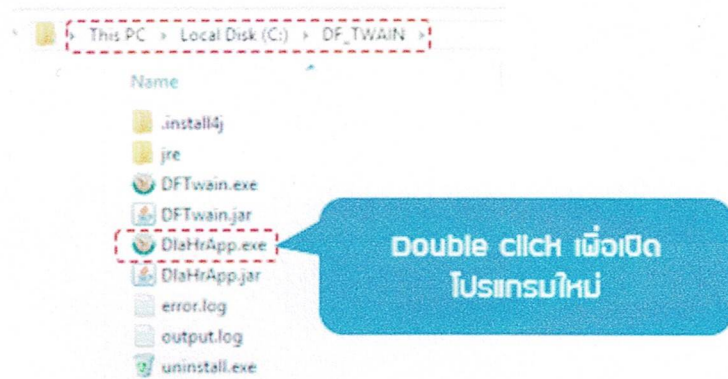 This PC > Local Disk (C:) > DF_TWAIN >
Name
.install4j
jre
DFTwain.exe
DFTwain.jar
DlaHrApp.exe
DlaHrApp.jar
error.log
output.log
uninstall.exe
Double click เพื่อเปิด
โปรแกรมใหม่